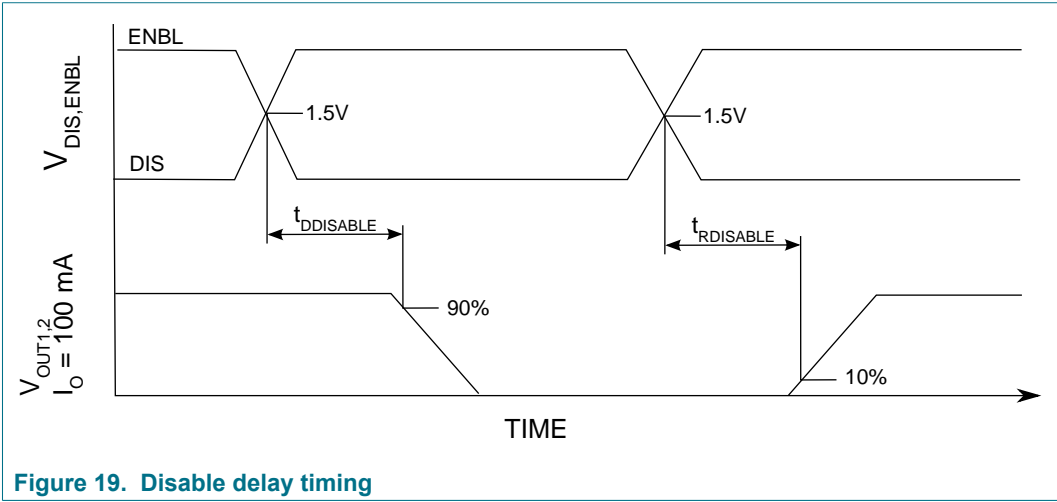 ENBL
V_DIS,ENBL
1.5V
1.5V
DIS
t_DDISABLE
t_RDISABLE
90%
V_OUT1,2
I_O = 100 mA
10%
TIME
Figure 19. Disable delay timing